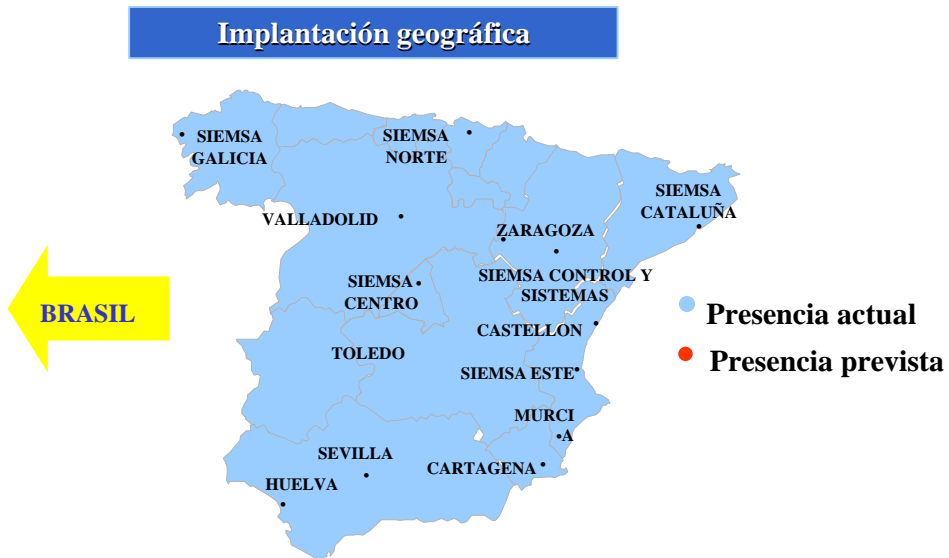 Implantación geográfica
SIEMSA
GALICIA
SIEMSA
NORTE
SIEMSA
CATALUÑA
VALLADOLID
ZARAGOZA
SIEMSA CONTROL Y
SISTEMAS
SIEMSA
CENTRO
BRASIL
CASTELLON
Presencia actual
TOLEDO
Presencia prevista
SIEMSA ESTE
MURCI
A
SEVILLA
CARTAGENA
HUELVA